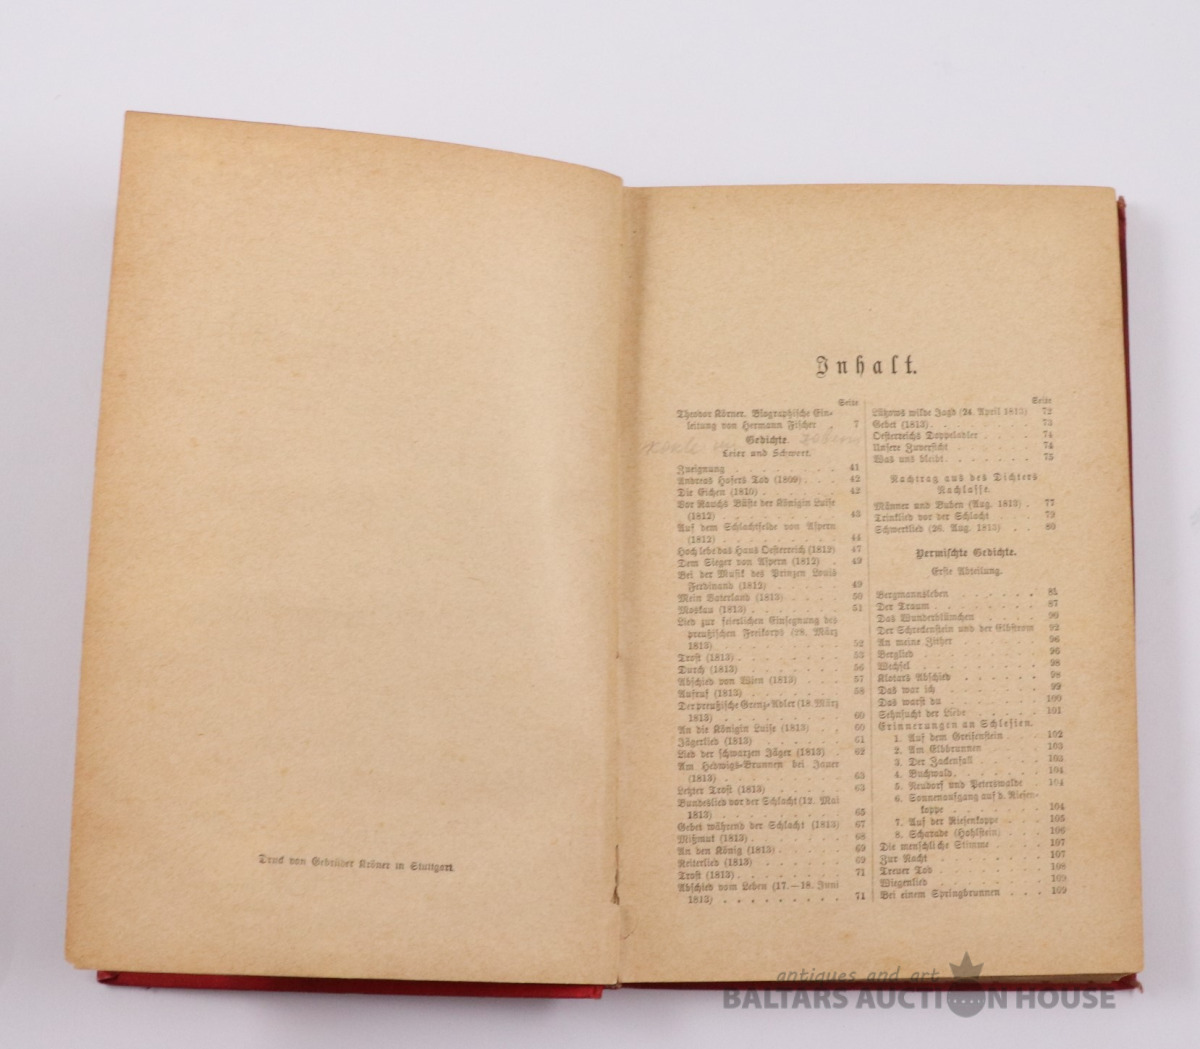 Druck von Gebrüder Kröner in Stuttgart.
Inhalt.
Seite
Theodor Körner. Biographische Ein-
leitung von Hermann Fischer . 7
Gedichte.
Leier und Schwert.
Zueignung . . . . . . . . 41
Andreas Hofers Tod (1809) . . . 42
Die Eichen (1810) . . . . . . 42
Vor Rauchs Büste der Königin Luise
(1812) . . . . . . . . . 43
Auf dem Schlachtfelde von Aspern
(1812) . . . . . . . . . 44
Hoch lebe das Haus Oesterreich (1812) 47
Dem Sieger von Aspern (1812) . 49
Bei der Musik des Prinzen Louis
Ferdinand (1812) . . . . . 49
Mein Vaterland (1813) . . . . 50
Moskau (1813) . . . . . . . 51
Lied zur feierlichen Einsegnung des
preußischen Freikorps (28. März
1813) . . . . . . . . . 52
Trost (1813) . . . . . . . . 53
Durch (1813) . . . . . . . 56
Abschied von Wien (1813) . . . 57
Aufruf (1813) . . . . . . . 58
Der preußische Grenz-Adler (18. März
1813) . . . . . . . . . 60
An die Königin Luise (1813) . . 60
Jägerlied (1813) . . . . . . 61
Lied der schwarzen Jäger (1813) . 62
Am Hedwigs-Brunnen bei Jauer
(1813) . . . . . . . . . 63
Letzter Trost (1813) . . . . . 63
Bundeslied vor der Schlacht (12. Mai
1813) . . . . . . . . . 65
Gebet während der Schlacht (1813) 67
Mißmut (1813) . . . . . . . 68
An den König (1813) . . . . . 69
Reiterlied (1813) . . . . . . 69
Trost (1813) . . . . . . . . 71
Abschied vom Leben (17.—18. Juni
1813) . . . . . . . . . 71
Seite
Lützows wilde Jagd (24. April 1813) 72
Gebet (1813) . . . . . . . . 73
Oesterreichs Doppeladler . . . . 74
Unsere Zuversicht . . . . . . 74
Was uns bleibt . . . . . . . 75
Nachtrag aus des Dichters
Nachlasse.
Männer und Buben (Aug. 1813) . 77
Trinklied vor der Schlacht . . . 79
Schwertlied (26. Aug. 1813) . . 80
Vermischte Gedichte.
Erste Abteilung.
Bergmannsleben . . . . . . . 85
Der Traum . . . . . . . . 87
Das Wunderblümchen . . . . . 90
Der Schreckenstein und der Elbstrom 92
An meine Zither . . . . . . 96
Berglied . . . . . . . . . 96
Wechsel . . . . . . . . . 98
Klotars Abschied . . . . . . 98
Das war ich . . . . . . . . 99
Das warst du . . . . . . . 100
Sehnsucht der Liebe . . . . . 101
Erinnerungen an Schlesien.
1. Auf dem Greifenstein . . . 102
2. Am Elbbrunnen . . . . . 103
3. Der Zackenfall . . . . . 103
4. Buchwald . . . . . . . 104
5. Neudorf und Peterswalde . 104
6. Sonnenaufgang auf d. Riesen-
koppe . . . . . . . . 104
7. Auf der Riesenkoppe . . . 105
8. Scharade (Hohlstein) . . . 106
Die menschliche Stimme . . . . 107
Zur Nacht . . . . . . . . 107
Treuer Tod . . . . . . . . 108
Wiegenlied . . . . . . . . 109
Bei einem Springbrunnen . . . 109
antiques and art
BALTARS AUCTION HOUSE